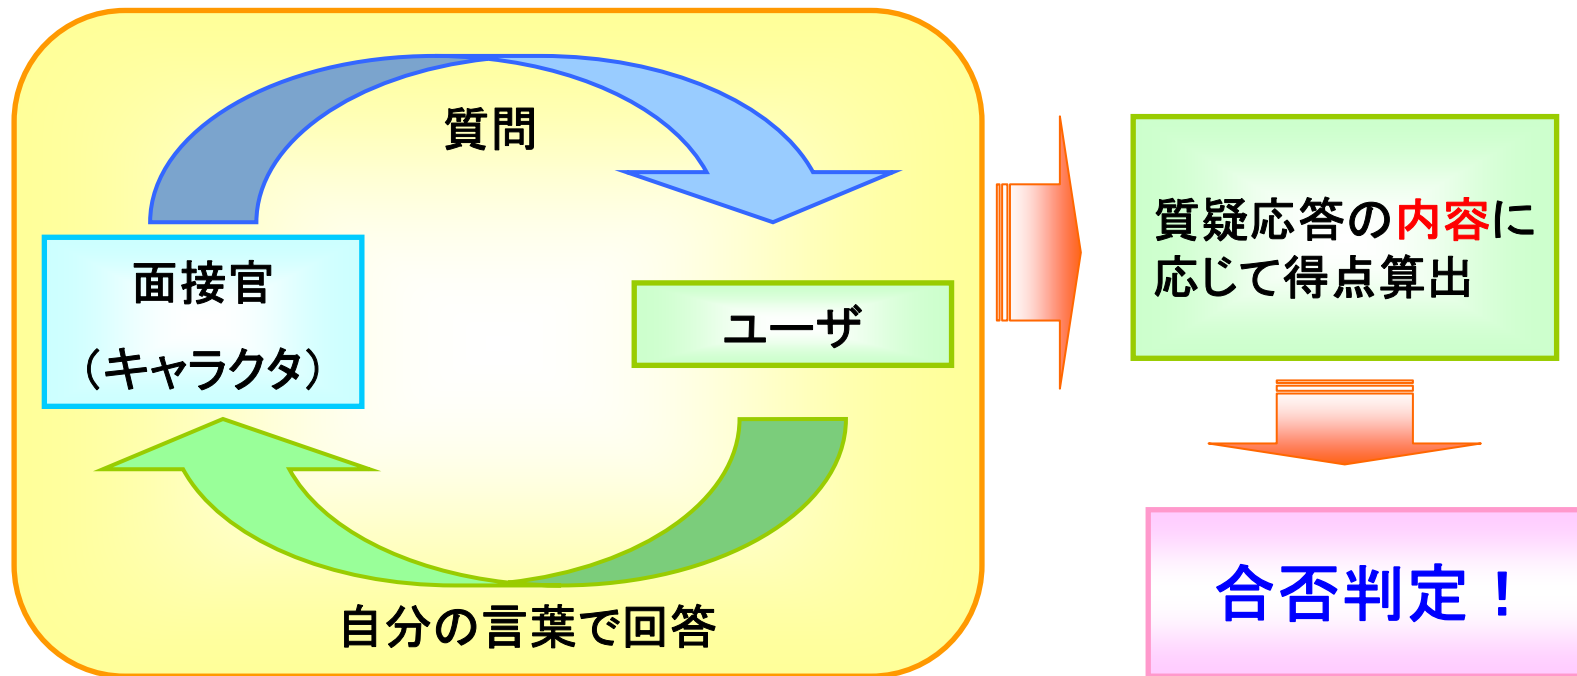 質問
面接官
（キャラクタ）
ユーザ
自分の言葉で回答
質疑応答の内容に
応じて得点算出
合否判定！